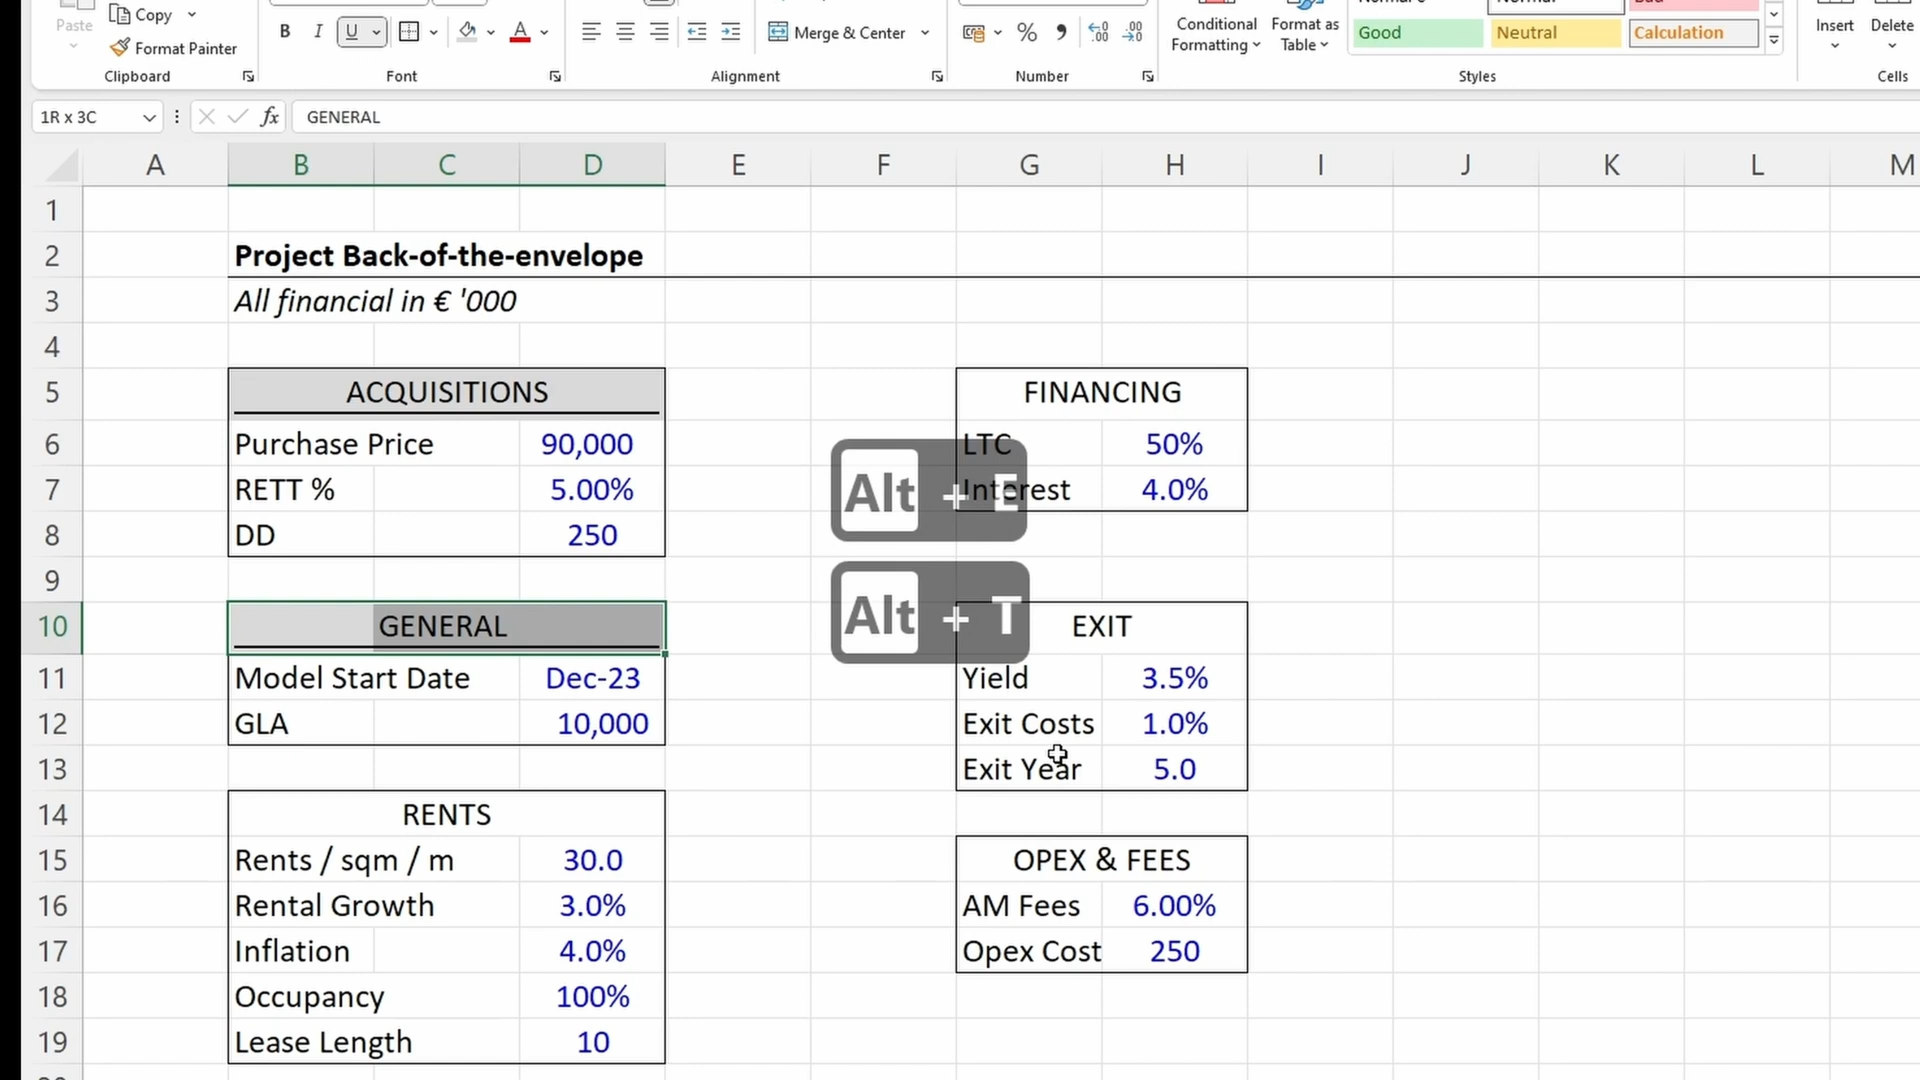 Paste
Copy
Format Painter
Clipboard
B I U A
Font
Merge & Center
Alignment
% 9
Number
Conditional Formatting
Format as Table
Good
Neutral
Calculation
Styles
Insert
Delete
Cells
1R x 3C
fx
GENERAL
A B C D E F G H I J K L M
1
2 Project Back-of-the-envelope
3 All financial in € '000
4
5 ACQUISITIONS FINANCING
6 Purchase Price 90,000 LTC 50%
7 RETT % 5.00% Interest 4.0%
Alt + E
8 DD 250
9
Alt + T
10 GENERAL EXIT
11 Model Start Date Dec-23 Yield 3.5%
12 GLA 10,000 Exit Costs 1.0%
13 Exit Year 5.0
14 RENTS
15 Rents / sqm / m 30.0 OPEX & FEES
16 Rental Growth 3.0% AM Fees 6.00%
17 Inflation 4.0% Opex Cost 250
18 Occupancy 100%
19 Lease Length 10